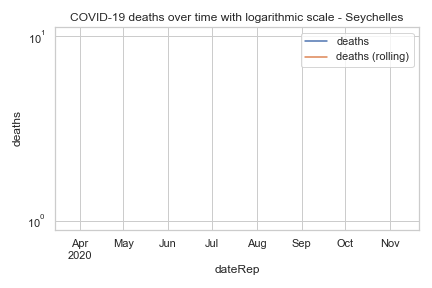 COVID-19 deaths over time with logarithmic scale - Seychelles
deaths
deaths (rolling)
10¹
10⁰
deaths
Apr May Jun Jul Aug Sep Oct Nov
2020
dateRep